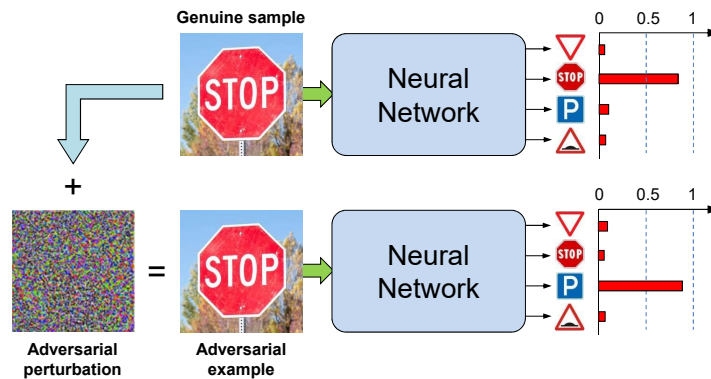 Genuine sample
STOP
Neural
Network
STOP
P
0 0.5 1
+
=
STOP
Neural
Network
STOP
P
0 0.5 1
Adversarial
perturbation
Adversarial
example